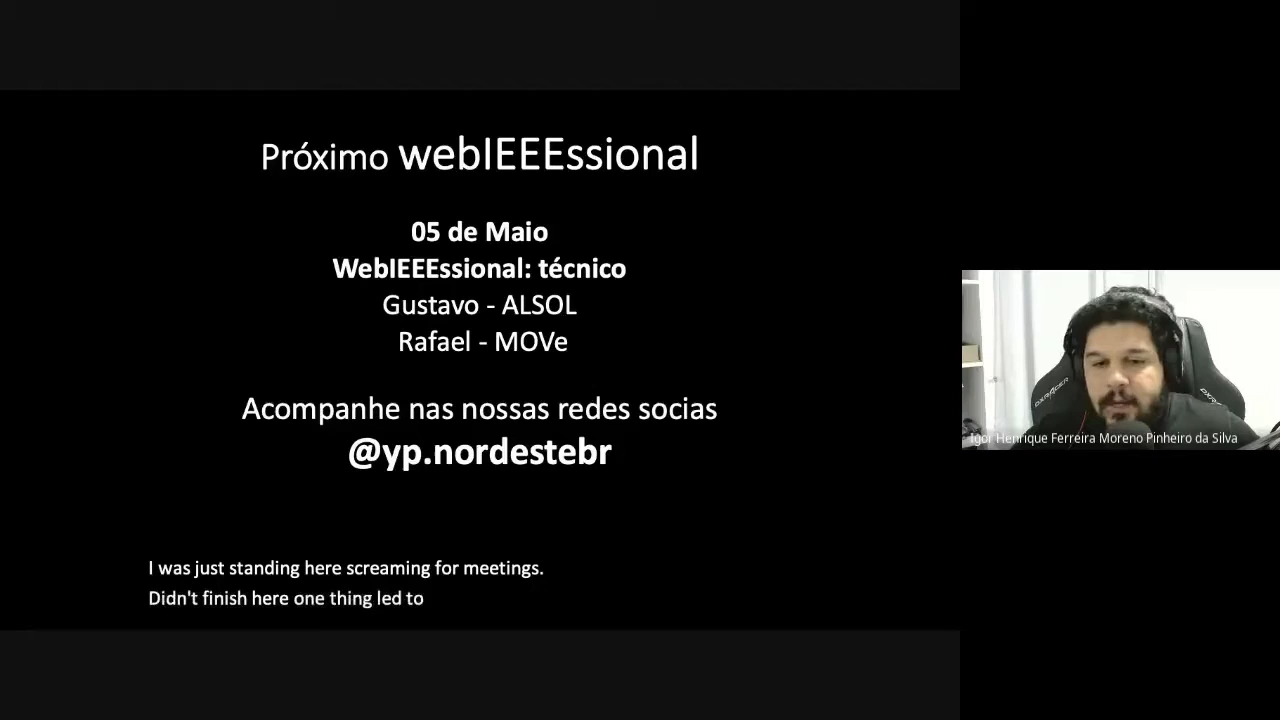 Próximo webIEEEssional
05 de Maio
WebIEEEssional: técnico
Gustavo - ALSOL
Rafael - MOVe
Acompanhe nas nossas redes socias
@yp.nordestebr
I was just standing here screaming for meetings.
Didn't finish here one thing led to
DXRACER
Igor Henrique Ferreira Moreno Pinheiro da Silva